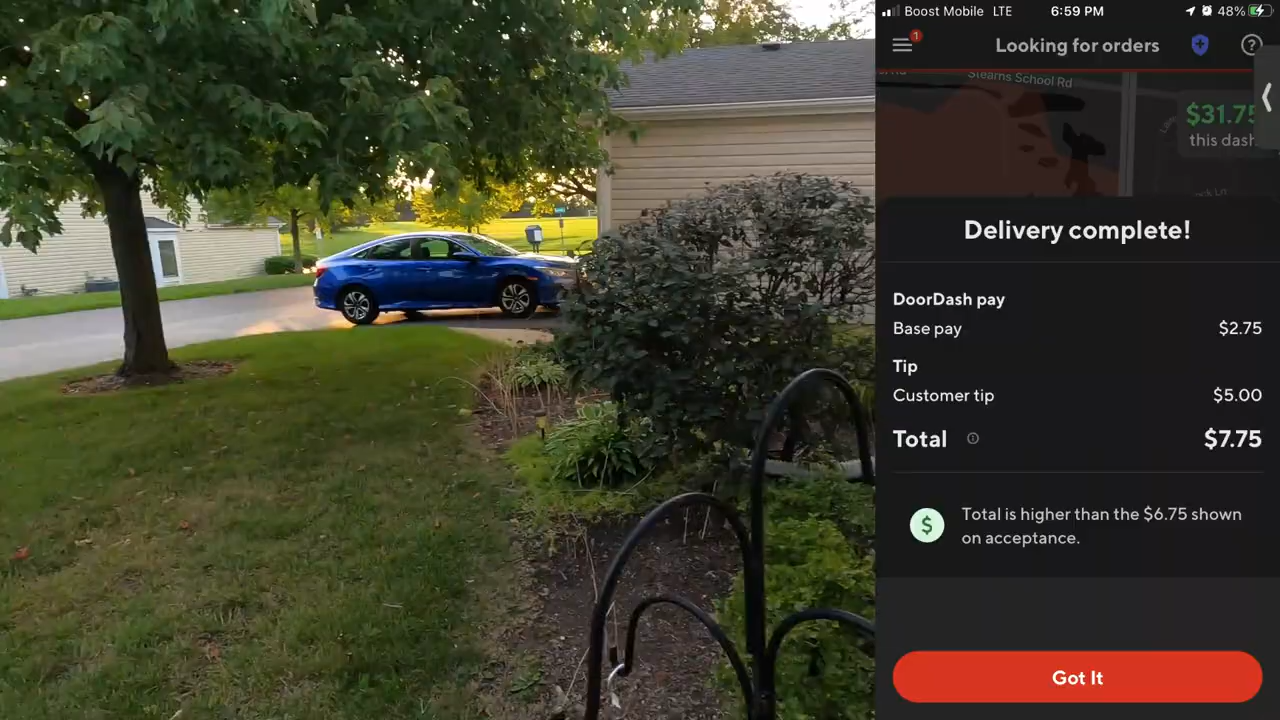 Boost Mobile LTE 6:59 PM 48%
1
Looking for orders
Stearns School Rd
$31.75
this dash
Delivery complete!
DoorDash pay
Base pay $2.75
Tip
Customer tip $5.00
Total $7.75
$ Total is higher than the $6.75 shown
on acceptance.
Got It